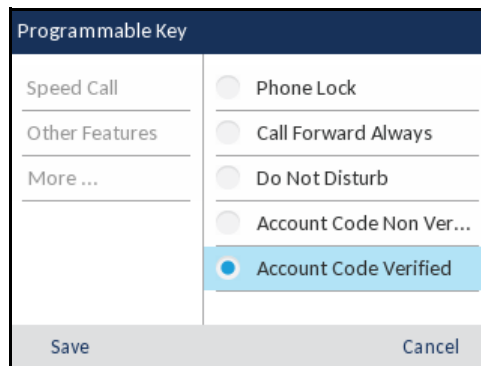 Programmable Key
Speed Call
Other Features
More ...
Phone Lock
Call Forward Always
Do Not Disturb
Account Code Non Ver...
Account Code Verified
Save
Cancel